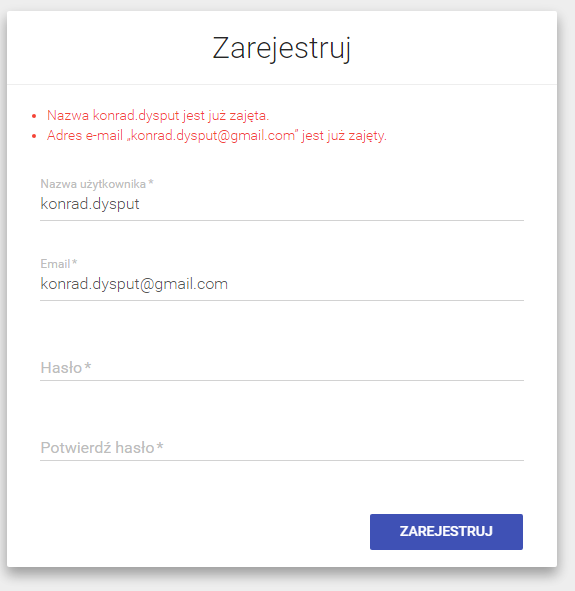 Zarejestruj
Nazwa konrad.dysput jest już zajęta.
Adres e-mail „konrad.dysput@gmail.com” jest już zajęty.
Nazwa użytkownika *
konrad.dysput
Email *
konrad.dysput@gmail.com
Hasło *
Potwierdź hasło *
ZAREJESTRUJ